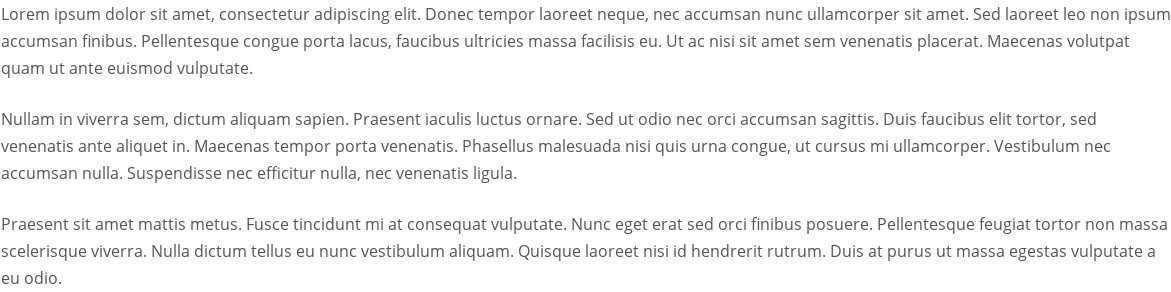 Lorem ipsum dolor sit amet, consectetur adipiscing elit. Donec tempor laoreet neque, nec accumsan nunc ullamcorper sit amet. Sed laoreet leo non ipsum
accumsan finibus. Pellentesque congue porta lacus, faucibus ultricies massa facilisis eu. Ut ac nisi sit amet sem venenatis placerat. Maecenas volutpat
quam ut ante euismod vulputate.
Nullam in viverra sem, dictum aliquam sapien. Praesent iaculis luctus ornare. Sed ut odio nec orci accumsan sagittis. Duis faucibus elit tortor, sed
venenatis ante aliquet in. Maecenas tempor porta venenatis. Phasellus malesuada nisi quis urna congue, ut cursus mi ullamcorper. Vestibulum nec
accumsan nulla. Suspendisse nec efficitur nulla, nec venenatis ligula.
Praesent sit amet mattis metus. Fusce tincidunt mi at consequat vulputate. Nunc eget erat sed orci finibus posuere. Pellentesque feugiat tortor non massa
scelerisque viverra. Nulla dictum tellus eu nunc vestibulum aliquam. Quisque laoreet nisi id hendrerit rutrum. Duis at purus ut massa egestas vulputate a
eu odio.